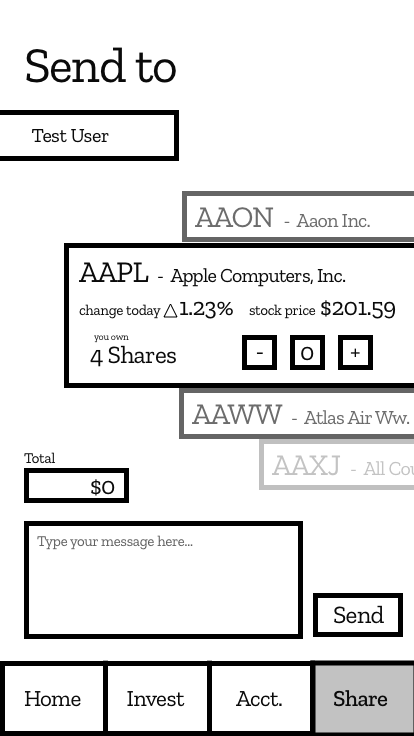 Send to
Test User
AAON - Aaon Inc.
AAPL - Apple Computers, Inc.
change today △1.23% stock price $201.59
you own
4 Shares - 0 +
AAWW - Atlas Air Ww.
AAXJ - All Cou
Total
$0
Type your message here...
Send
Home Invest Acct. Share